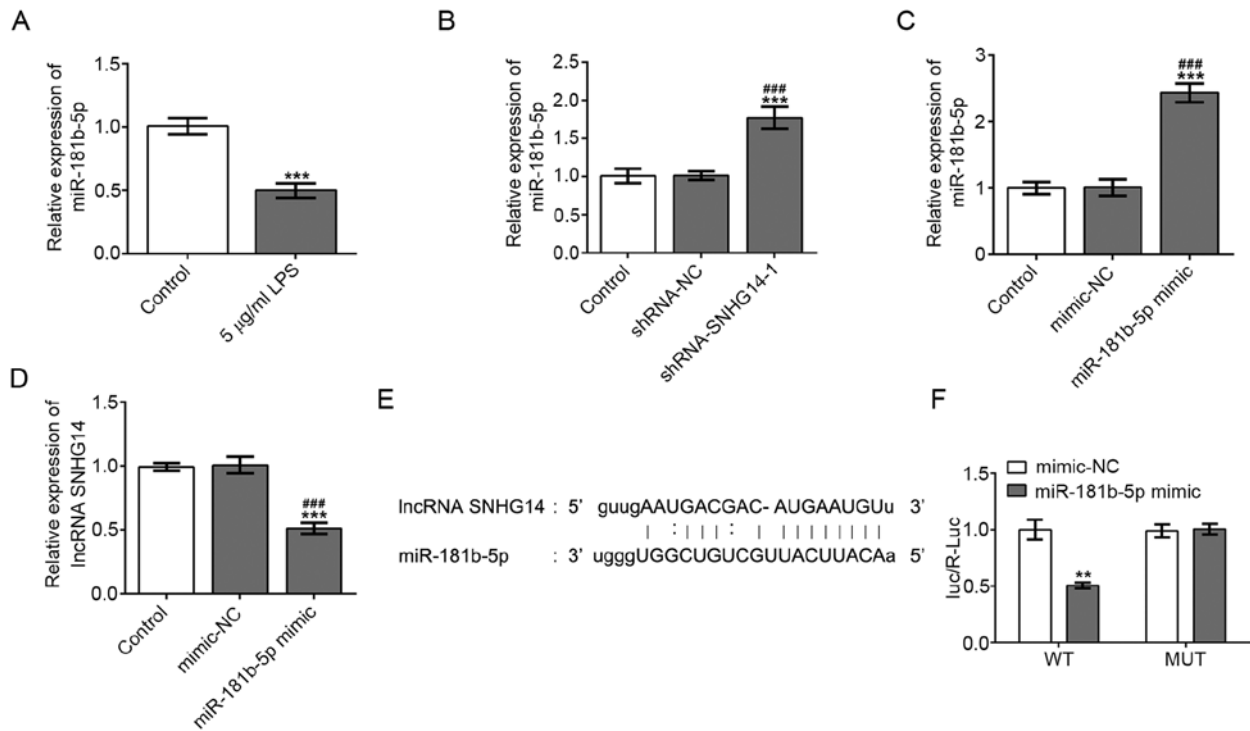 A
Relative expression of
miR-181b-5p
1.5
1.0
0.5
0.0
***
Control
5 µg/ml LPS
B
Relative expression of
miR-181b-5p
2.5
2.0
1.5
1.0
0.5
0.0
###
***
Control
shRNA-NC
shRNA-SNHG14-1
C
Relative expression of
miR-181b-5p
3
2
1
0
###
***
Control
mimic-NC
miR-181b-5p mimic
D
Relative expression of
lncRNA SNHG14
1.5
1.0
0.5
0.0
###
***
Control
mimic-NC
miR-181b-5p mimic
E
lncRNA SNHG14 : 5' guugAAUGACGAC- AUGAAUGUu 3'
| : | | | : | | | | | | | | |
miR-181b-5p : 3' ugggUGGCUGUCGUUACUUACAa 5'
F
mimic-NC
miR-181b-5p mimic
luc/R-Luc
1.5
1.0
0.5
0.0
**
WT
MUT